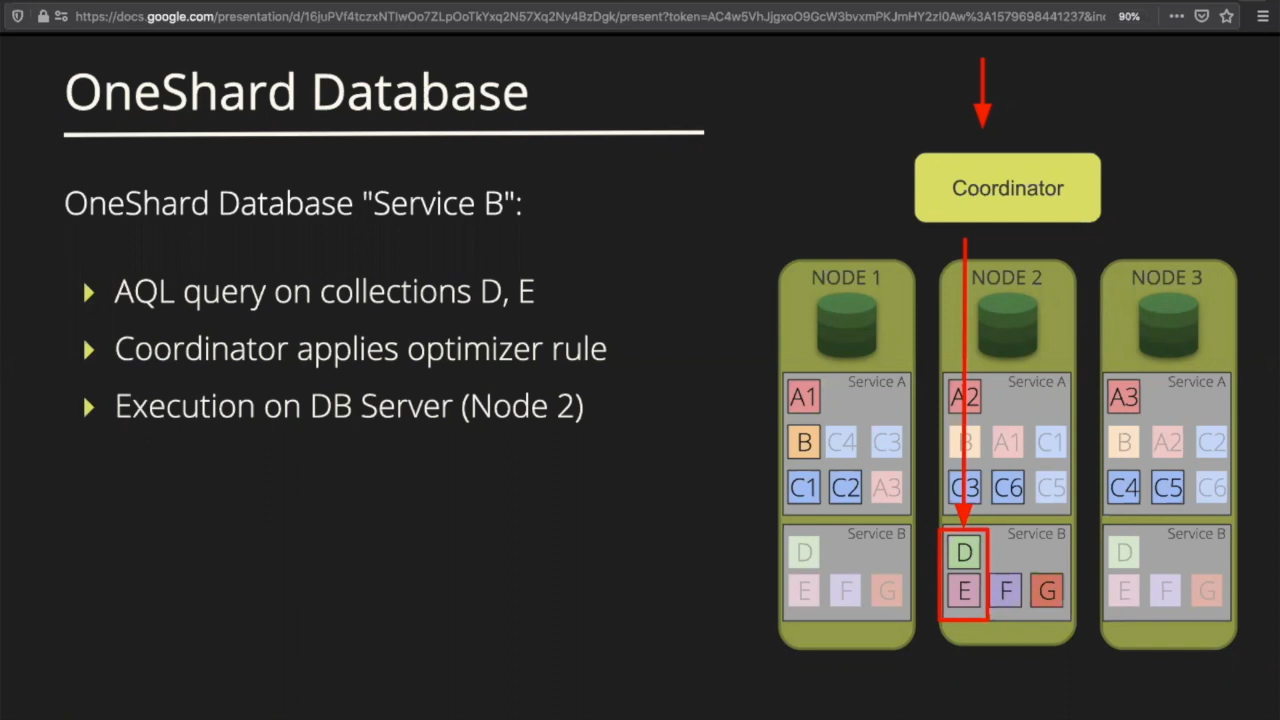 https://docs.google.com/presentation/d/16juPVf4tczxNTIwOo7ZLpOoTkYxq2N57Xq2Ny4BzDgk/present?token=AC4w5VhJjgxoO9GcW3bvxmPKJmHY2zI0Aw%3A1579698441237&inc 90%
OneShard Database
OneShard Database "Service B":
AQL query on collections D, E
Coordinator applies optimizer rule
Execution on DB Server (Node 2)
Coordinator
NODE 1
Service A
A1
B C4 C3
C1 C2 A3
Service B
D
E F G
NODE 2
Service A
A2
B A1 C1
C3 C6 C5
Service B
D
E F G
NODE 3
Service A
A3
B A2 C2
C4 C5 C6
Service B
D
E F G